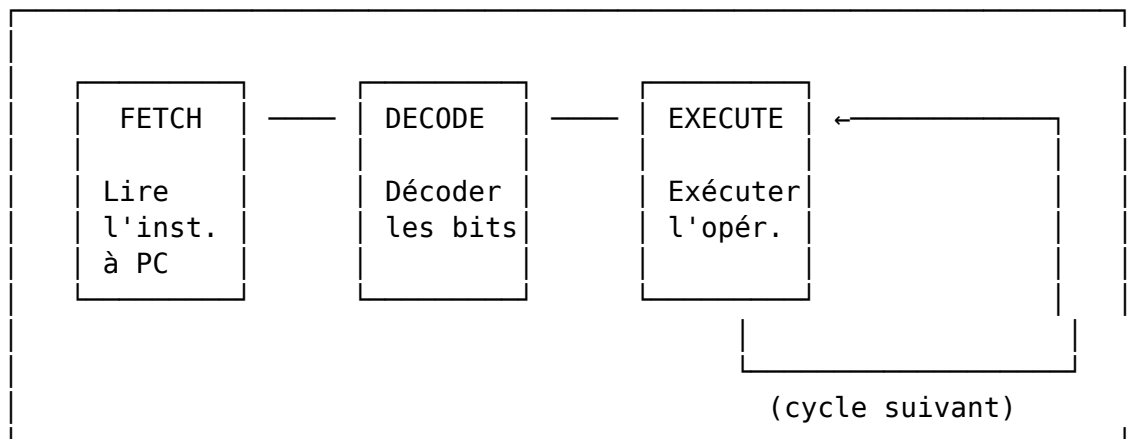 FETCH DECODE EXECUTE ←
Lire Décoder Exécuter
l'inst. les bits l'opér.
à PC
(cycle suivant)